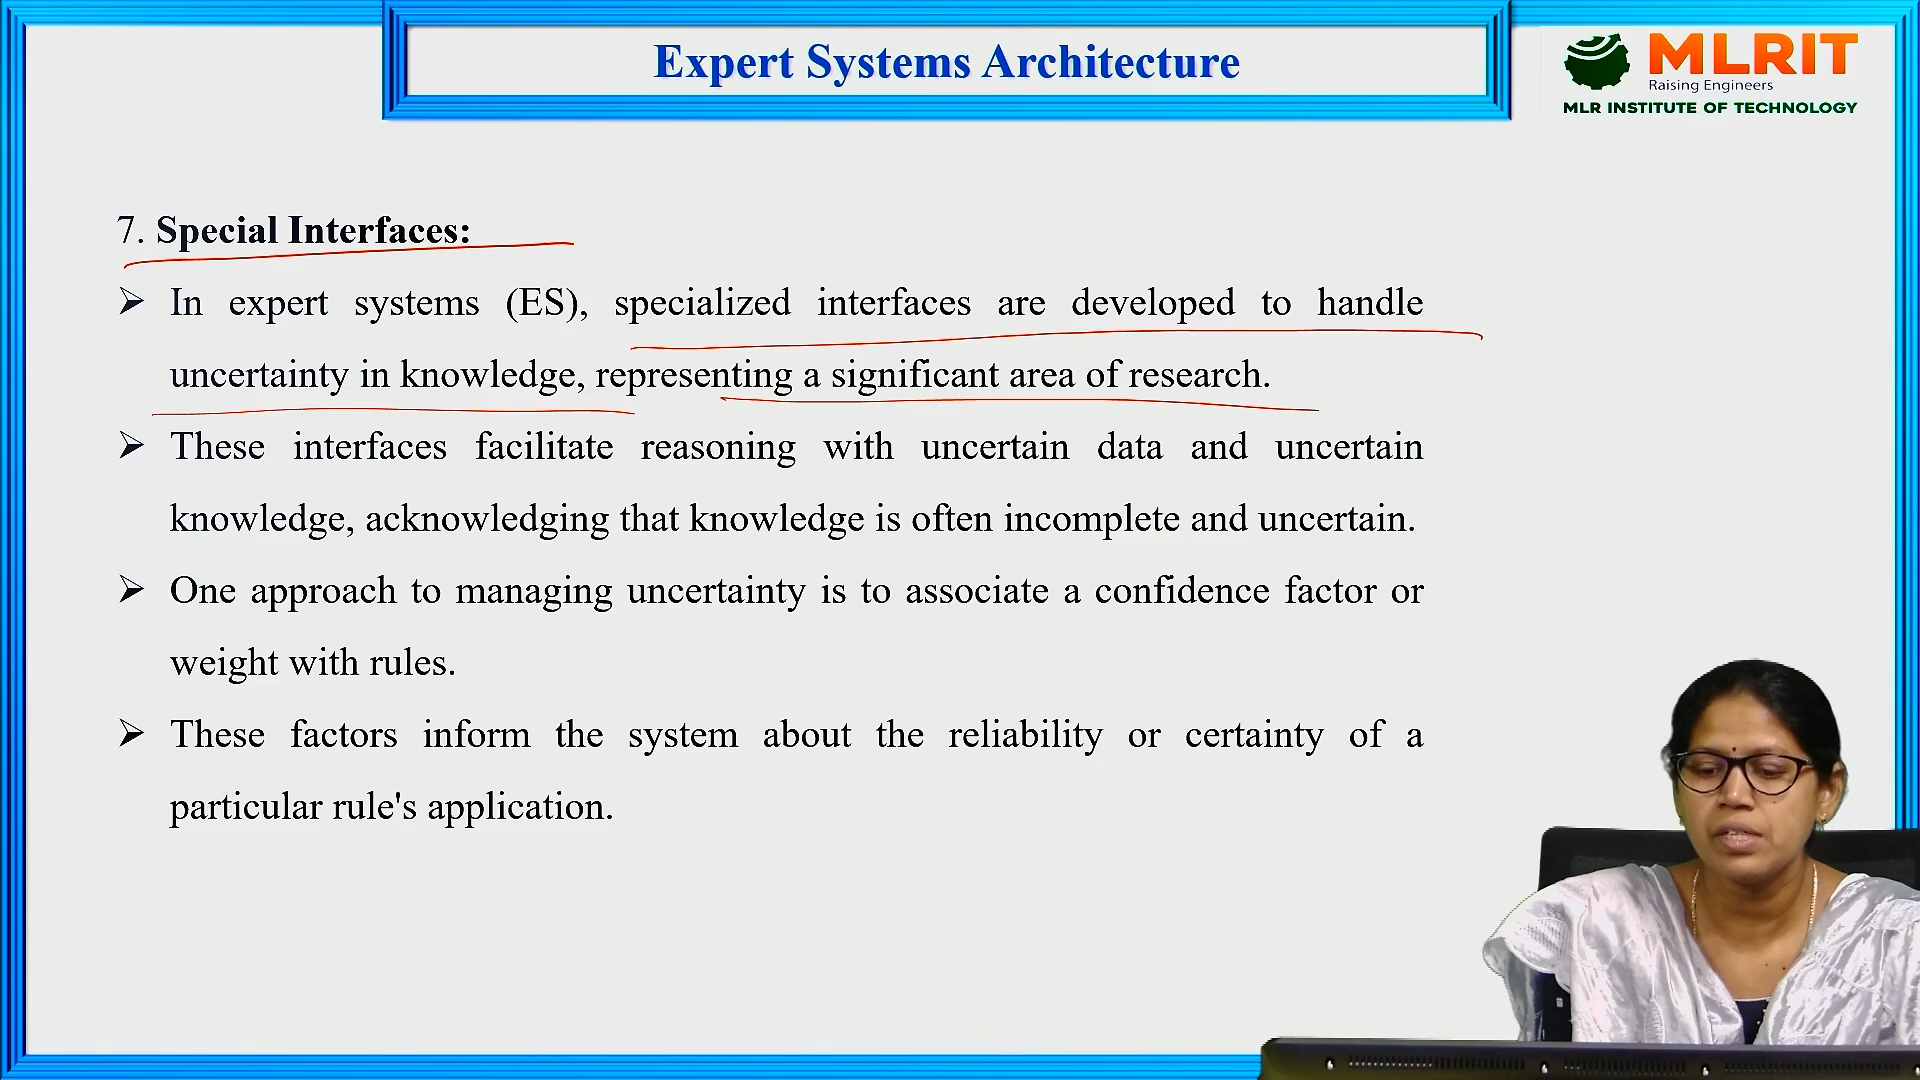 Expert Systems Architecture
MLRIT
Raising Engineers
MLR INSTITUTE OF TECHNOLOGY
7. Special Interfaces:
➢ In expert systems (ES), specialized interfaces are developed to handle
uncertainty in knowledge, representing a significant area of research.
➢ These interfaces facilitate reasoning with uncertain data and uncertain
knowledge, acknowledging that knowledge is often incomplete and uncertain.
➢ One approach to managing uncertainty is to associate a confidence factor or
weight with rules.
➢ These factors inform the system about the reliability or certainty of a
particular rule's application.